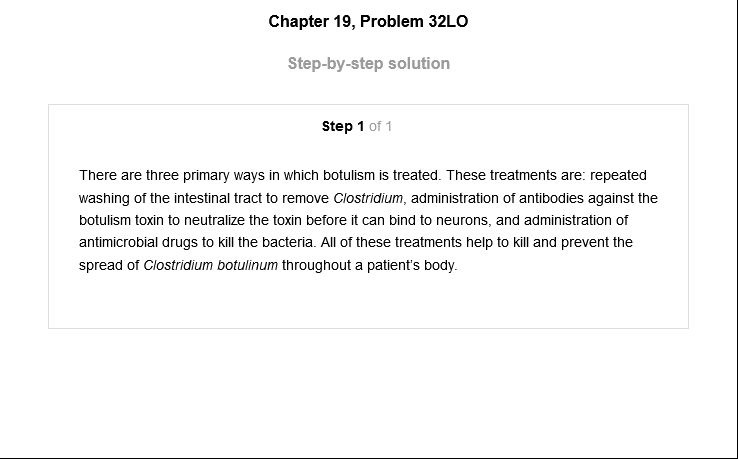 Chapter 19, Problem 32LO
Step-by-step solution
Step 1 of 1
There are three primary ways in which botulism is treated. These treatments are: repeated
washing of the intestinal tract to remove Clostridium, administration of antibodies against the
botulism toxin to neutralize the toxin before it can bind to neurons, and administration of
antimicrobial drugs to kill the bacteria. All of these treatments help to kill and prevent the
spread of Clostridium botulinum throughout a patient's body.